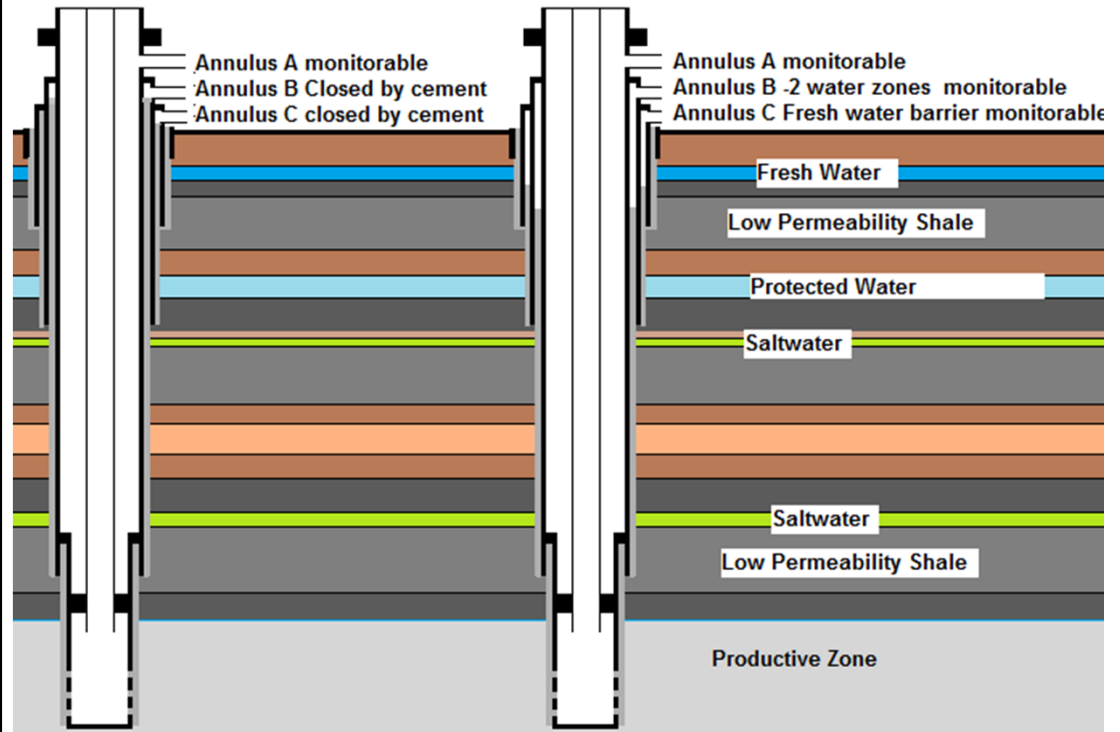 Annulus A monitorable
Annulus B Closed by cement
Annulus C closed by cement
Annulus A monitorable
Annulus B -2 water zones monitorable
Annulus C Fresh water barrier monitorable
Fresh Water
Low Permeability Shale
Protected Water
Saltwater
Saltwater
Low Permeability Shale
Productive Zone